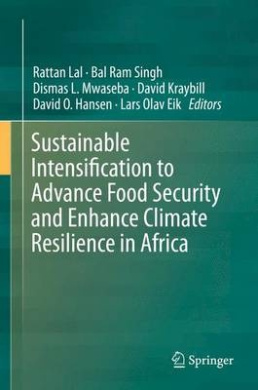 Rattan Lal · Bal Ram Singh
Dismas L. Mwaseba · David Kraybill
David O. Hansen · Lars Olav Eik Editors
Sustainable
Intensification to
Advance Food Security
and Enhance Climate
Resilience in Africa
Springer